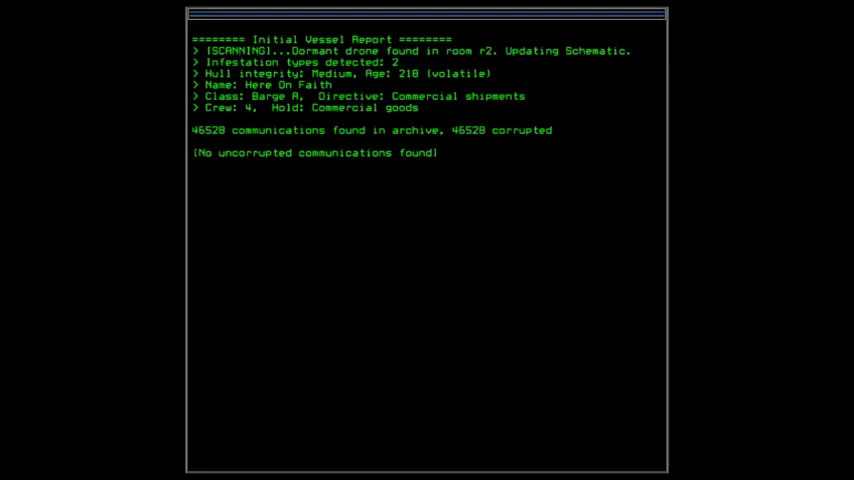 ======== Initial Vessel Report ========
> [SCANNING]...Dormant drone found in room r2. Updating Schematic.
> Infestation types detected: 2
> Hull integrity: Medium, Age: 218 (volatile)
> Name: Here On Faith
> Class: Barge A,  Directive: Commercial shipments
> Crew: 4,  Hold: Commercial goods
46528 communications found in archive, 46528 corrupted
[No uncorrupted communications found]